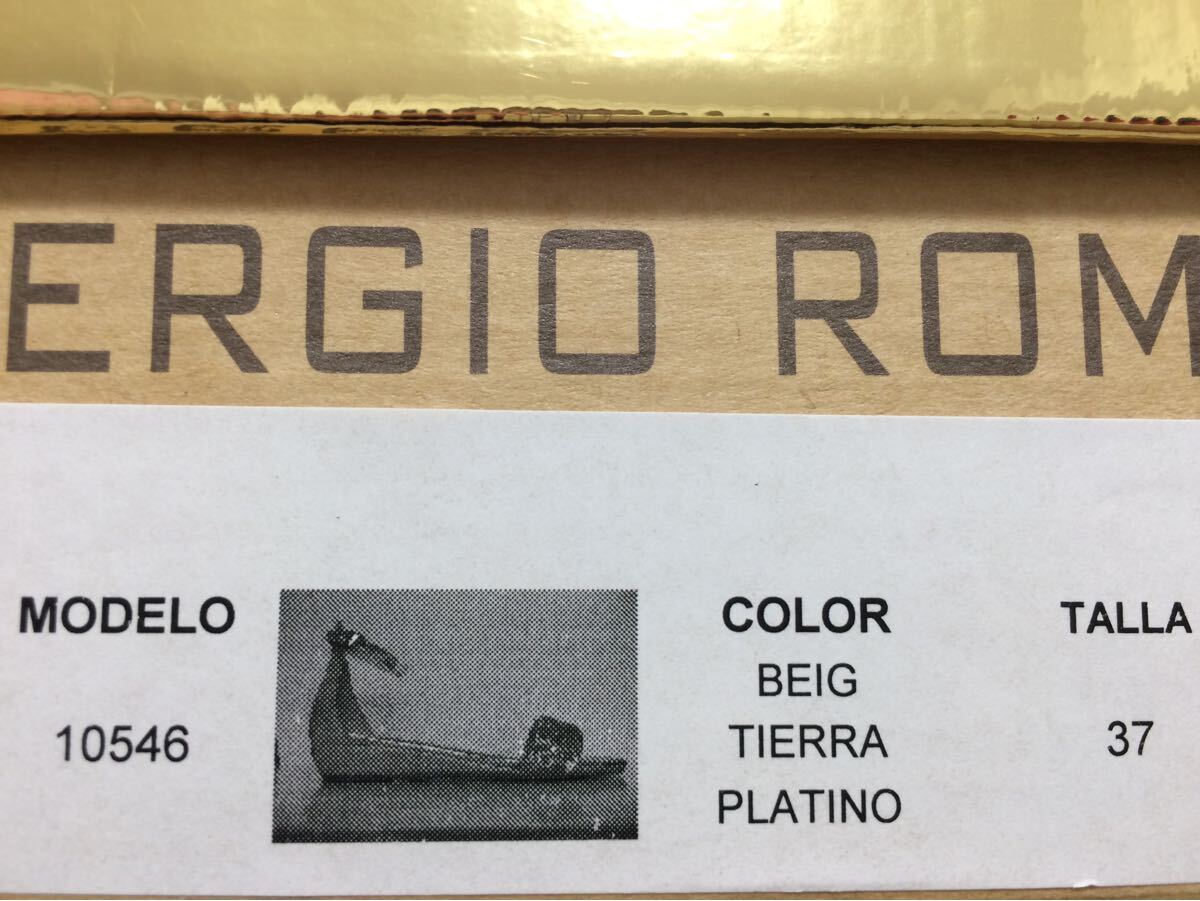 ERGIO ROM
MODELO
COLOR
TALLA
BEIG
10546
TIERRA
37
PLATINO